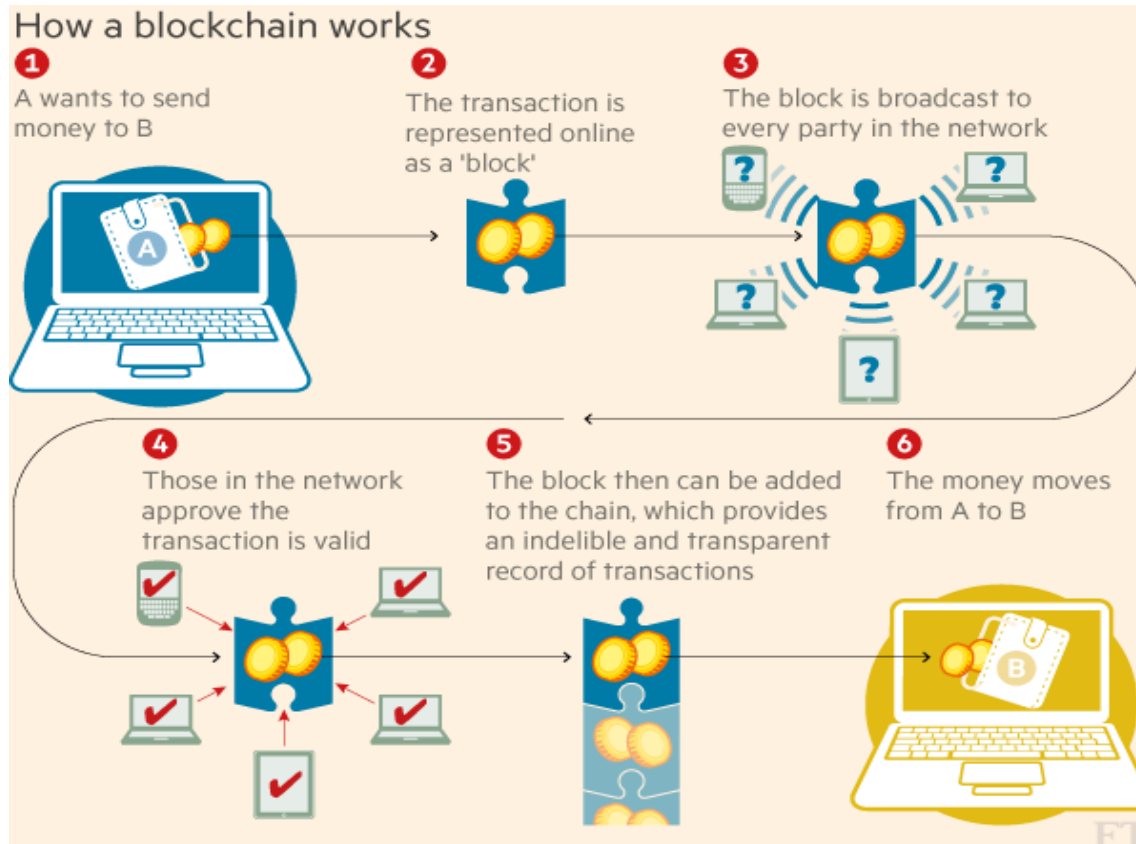 How a blockchain works
1
A wants to send
money to B
2
The transaction is
represented online
as a 'block'
3
The block is broadcast to
every party in the network
A
?
?
?
?
?
4
Those in the network
approve the
transaction is valid
5
The block then can be added
to the chain, which provides
an indelible and transparent
record of transactions
6
The money moves
from A to B
B
FT